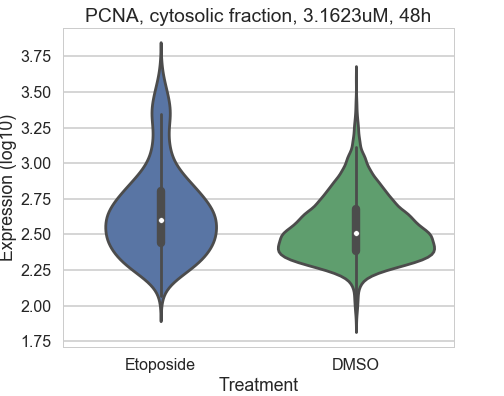 PCNA, cytosolic fraction, 3.1623uM, 48h
Expression (log10)
3.75
3.50
3.25
3.00
2.75
2.50
2.25
2.00
1.75
Etoposide DMSO
Treatment